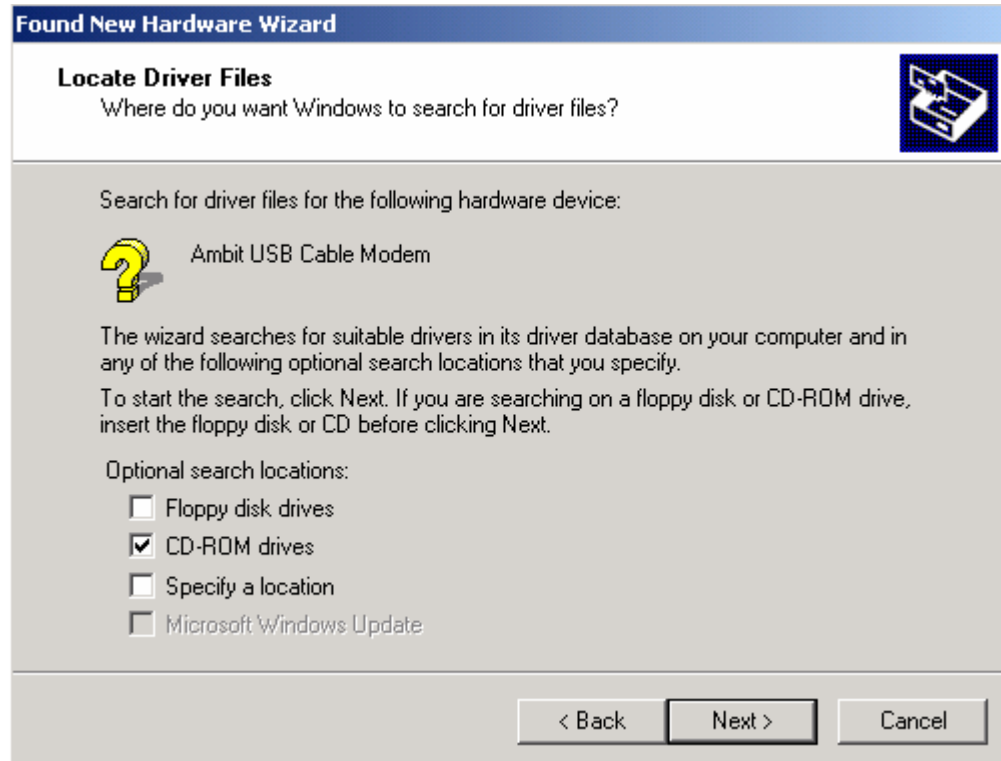 Found New Hardware Wizard
Locate Driver Files
Where do you want Windows to search for driver files?
Search for driver files for the following hardware device:
Ambit USB Cable Modem
The wizard searches for suitable drivers in its driver database on your computer and in
any of the following optional search locations that you specify.
To start the search, click Next. If you are searching on a floppy disk or CD-ROM drive,
insert the floppy disk or CD before clicking Next.
Optional search locations:
Floppy disk drives
CD-ROM drives
Specify a location
Microsoft Windows Update
< Back Next > Cancel